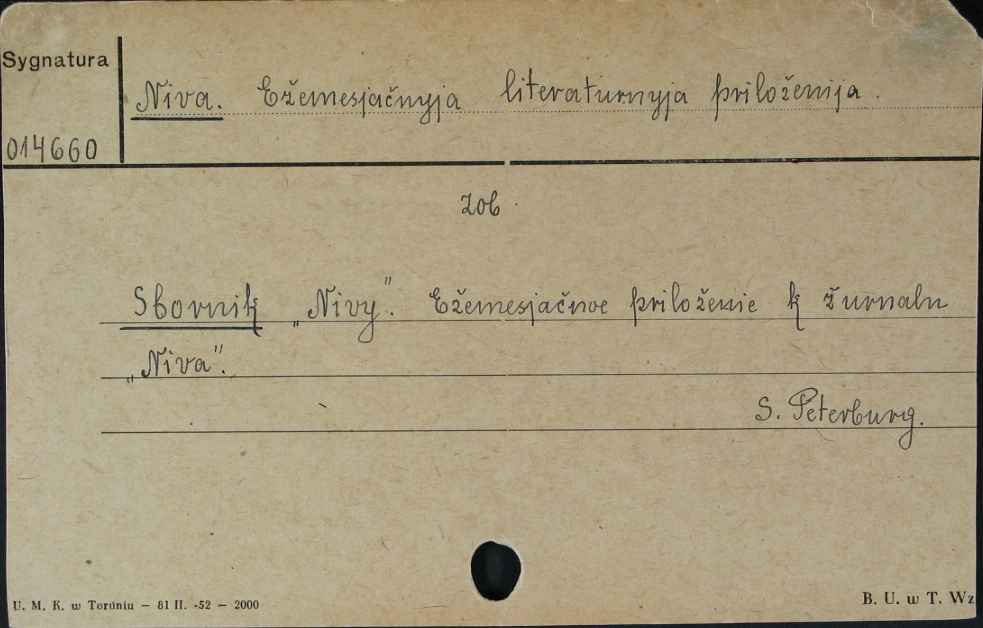 Sygnatura
Niva. Ežemesjačnyja literaturnyja priloženija.
014660
zob.
Sbornik „Nivy". Ežemesjačnoe priloženie k žurnalu
„Niva".
S. Peterburg.
U. M. K. w Toruniu — 81 II. -52 — 2000
B. U. w T. Wz